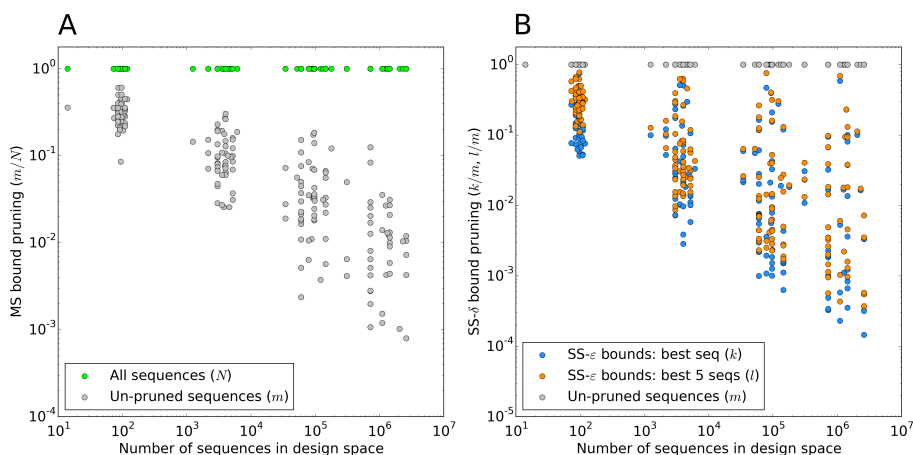 A
MS bound pruning (m/N)
10^0
10^-1
10^-2
10^-3
10^-4
All sequences (N)
Un-pruned sequences (m)
10^1 10^2 10^3 10^4 10^5 10^6 10^7
Number of sequences in design space
B
SS-δ bound pruning (k/m, l/m)
10^0
10^-1
10^-2
10^-3
10^-4
10^-5
SS-ε bounds: best seq (k)
SS-ε bounds: best 5 seqs (l)
Un-pruned sequences (m)
10^1 10^2 10^3 10^4 10^5 10^6 10^7
Number of sequences in design space